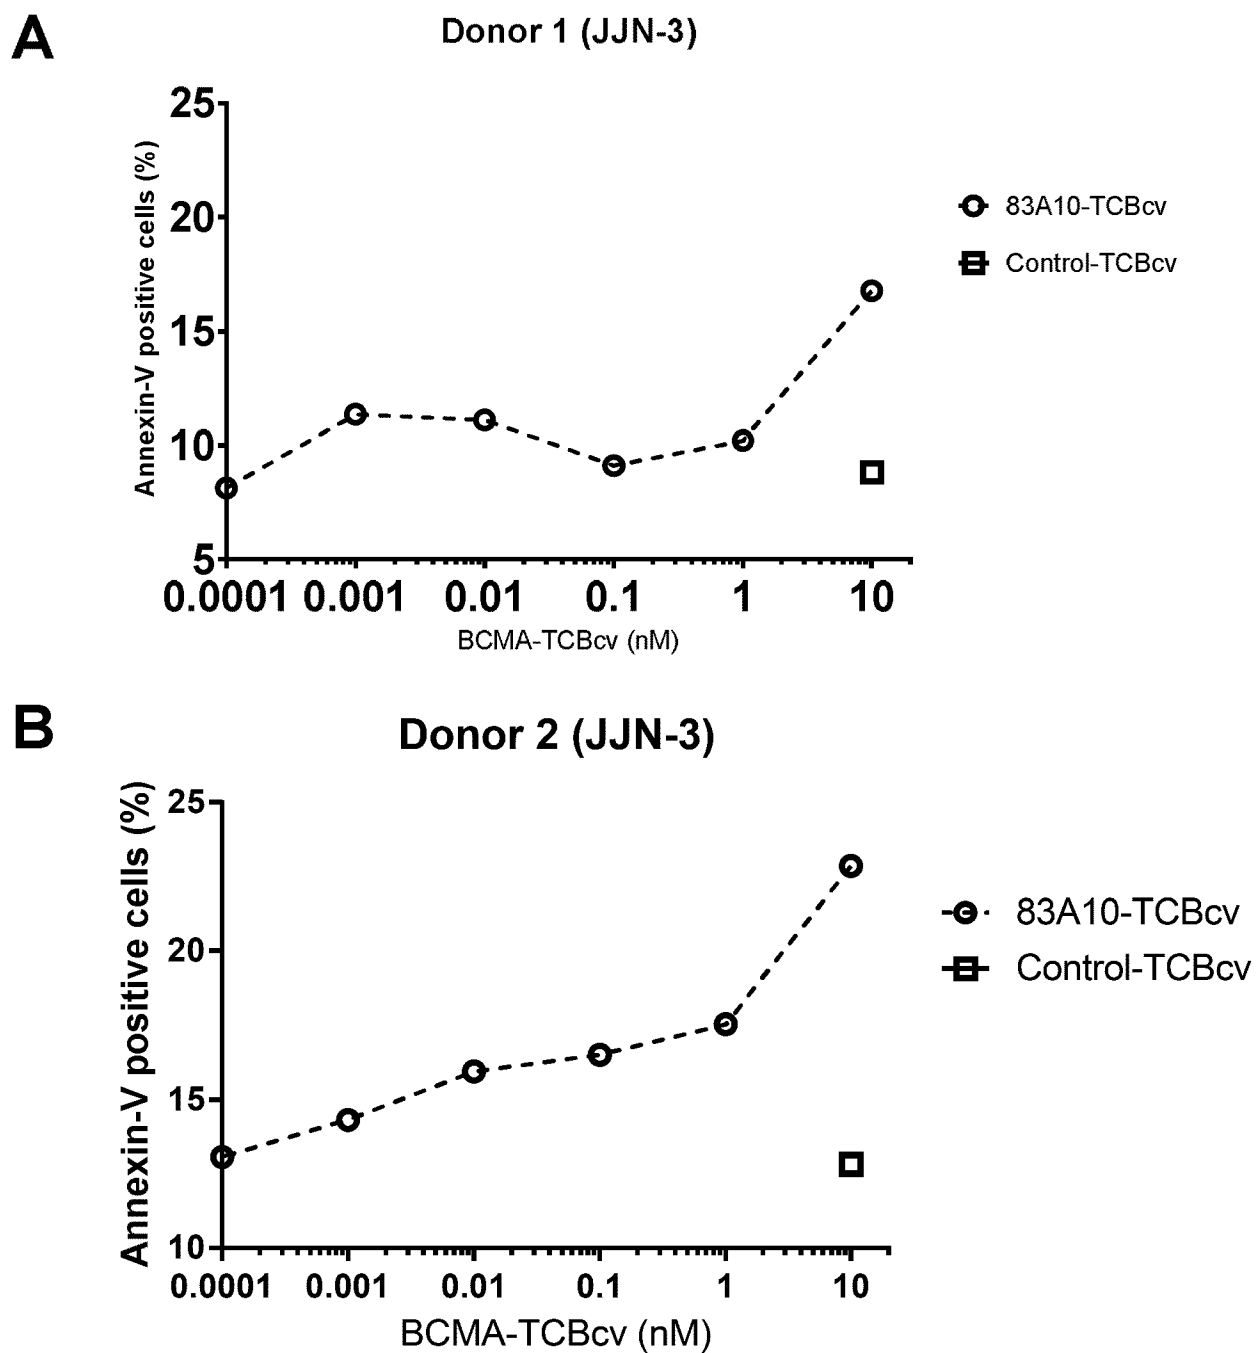 A
Donor 1 (JJN-3)
Annexin-V positive cells (%)
25
20
15
10
5
0.0001 0.001 0.01 0.1 1 10
BCMA-TCBcv (nM)
83A10-TCBcv
Control-TCBcv
B
Donor 2 (JJN-3)
Annexin-V positive cells (%)
25
20
15
10
0.0001 0.001 0.01 0.1 1 10
BCMA-TCBcv (nM)
83A10-TCBcv
Control-TCBcv